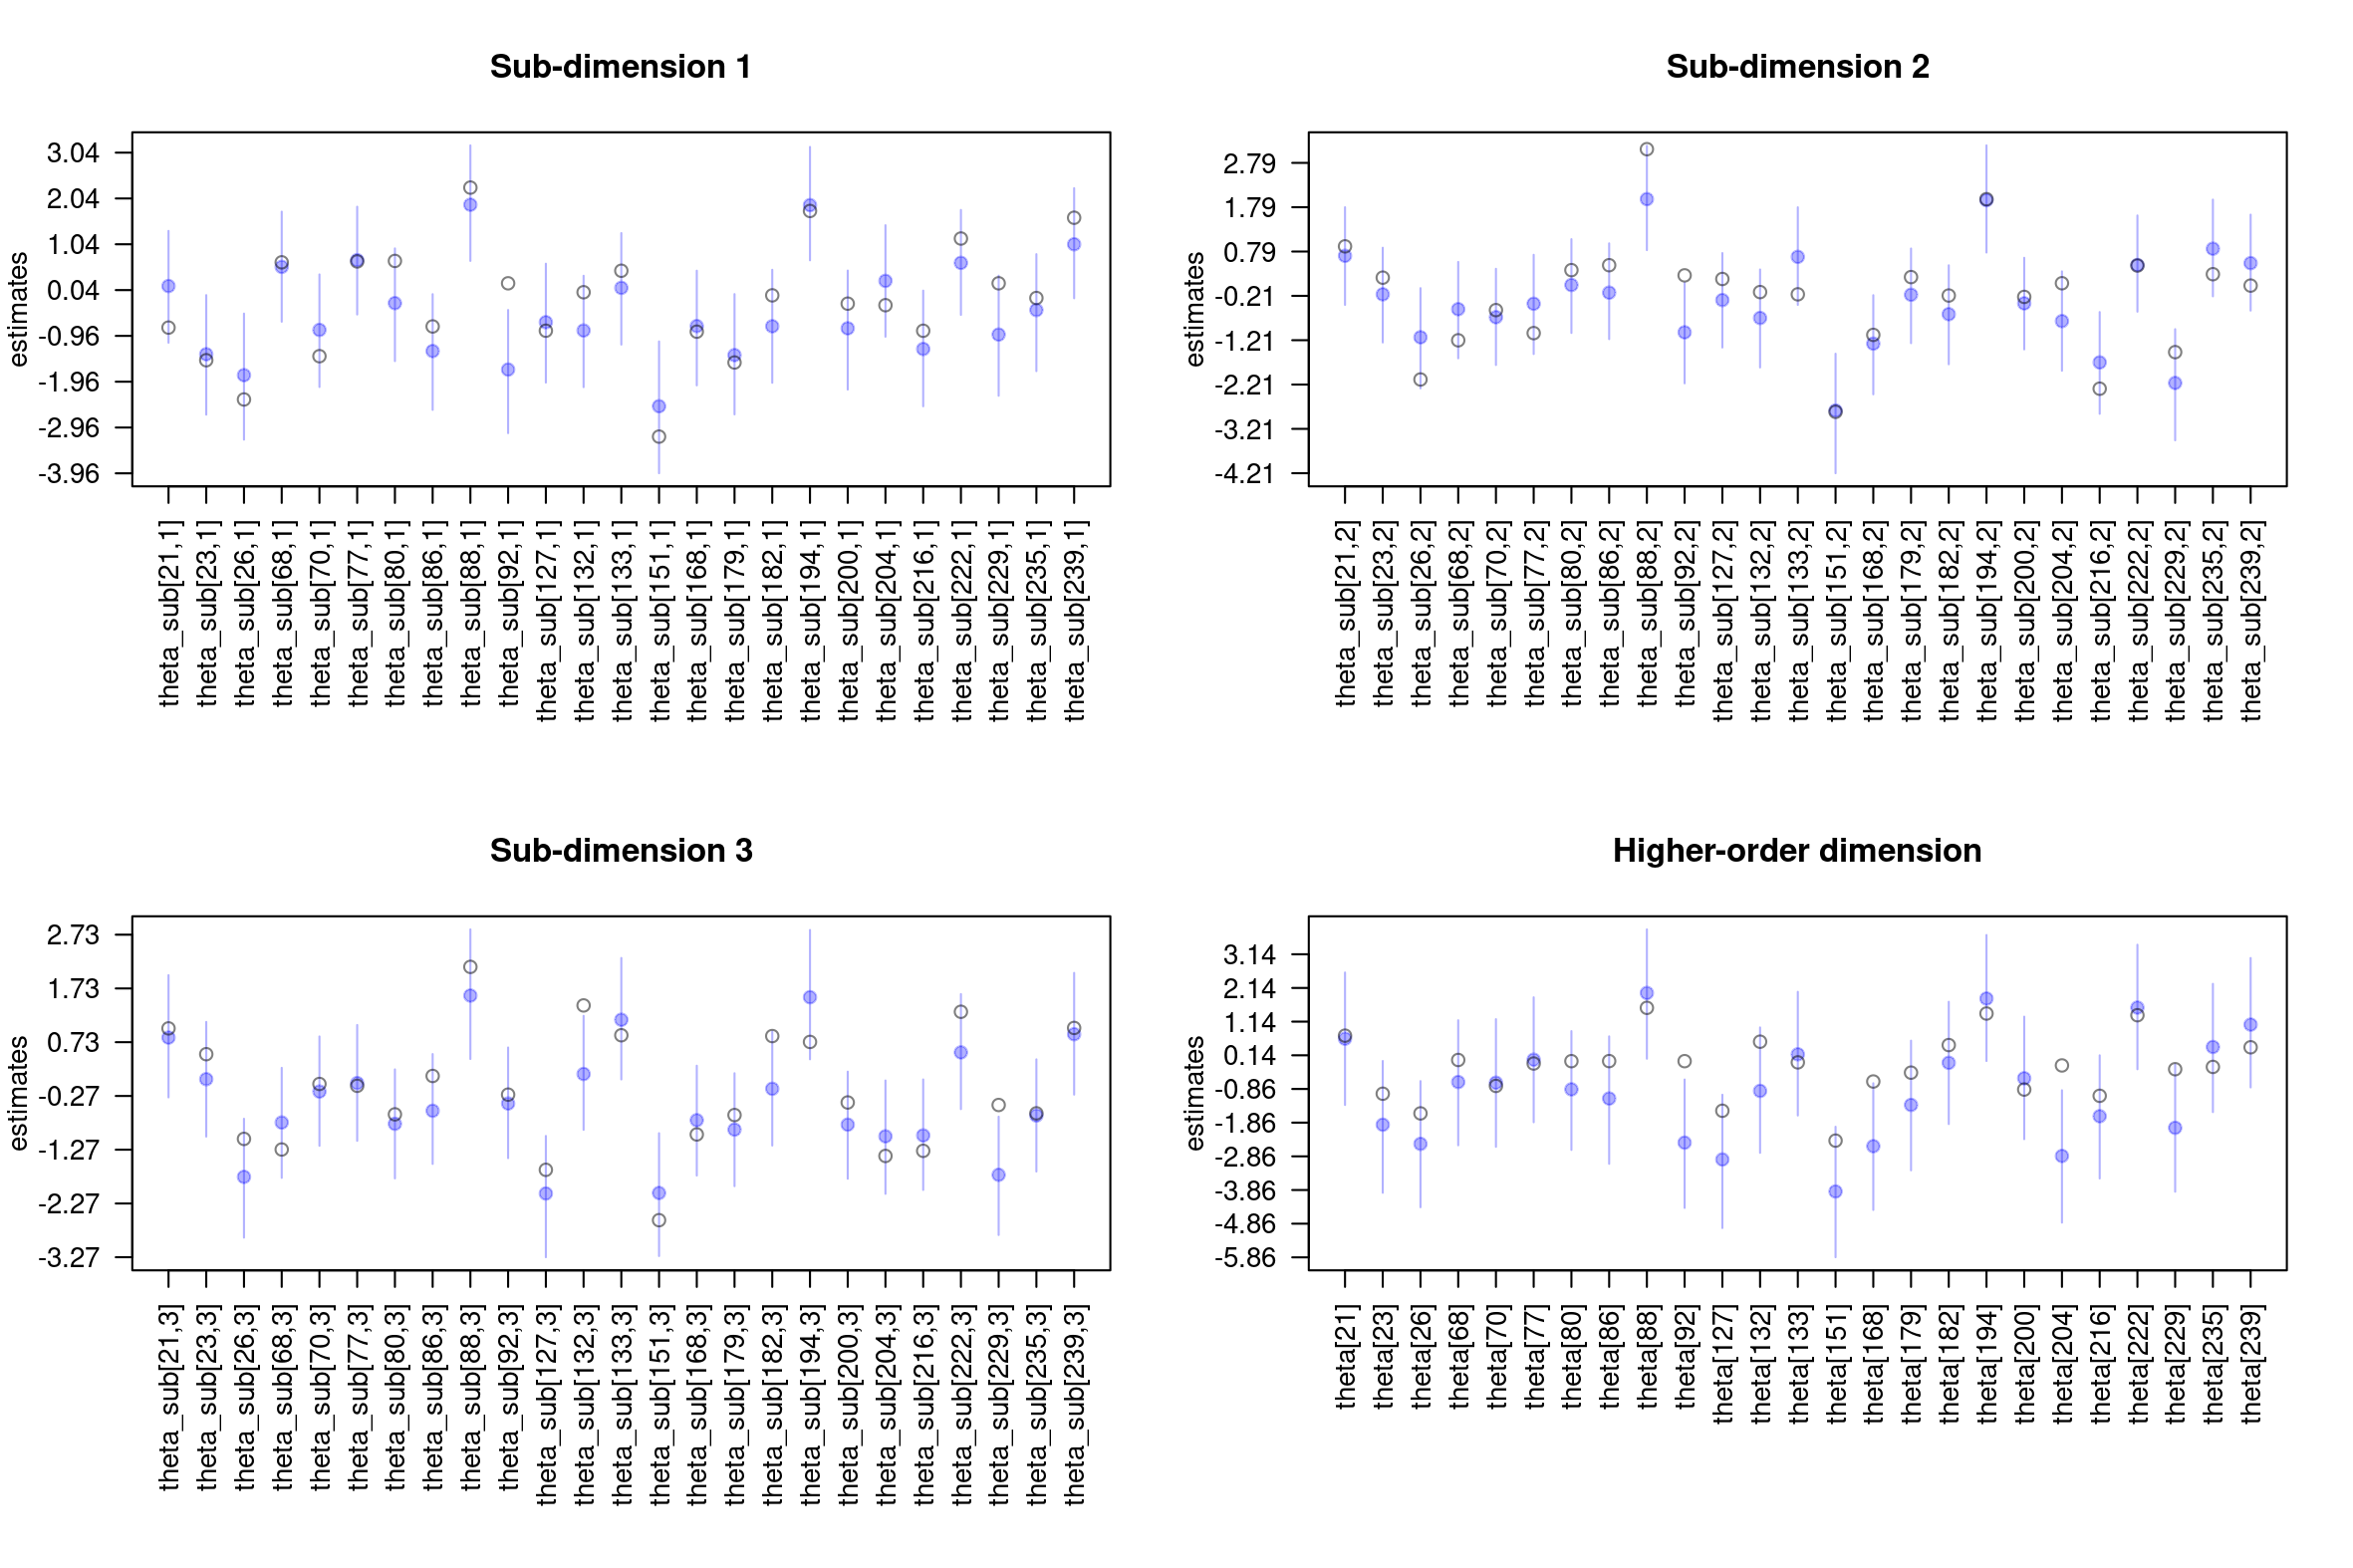 Sub-dimension 1
estimates
3.04
2.04
1.04
0.04
-0.96
-1.96
-2.96
-3.96
theta_sub[21,1]
theta_sub[23,1]
theta_sub[26,1]
theta_sub[68,1]
theta_sub[70,1]
theta_sub[77,1]
theta_sub[80,1]
theta_sub[86,1]
theta_sub[88,1]
theta_sub[92,1]
theta_sub[127,1]
theta_sub[132,1]
theta_sub[133,1]
theta_sub[151,1]
theta_sub[168,1]
theta_sub[179,1]
theta_sub[182,1]
theta_sub[194,1]
theta_sub[200,1]
theta_sub[204,1]
theta_sub[216,1]
theta_sub[222,1]
theta_sub[229,1]
theta_sub[235,1]
theta_sub[239,1]
Sub-dimension 2
estimates
2.79
1.79
0.79
-0.21
-1.21
-2.21
-3.21
-4.21
theta_sub[21,2]
theta_sub[23,2]
theta_sub[26,2]
theta_sub[68,2]
theta_sub[70,2]
theta_sub[77,2]
theta_sub[80,2]
theta_sub[86,2]
theta_sub[88,2]
theta_sub[92,2]
theta_sub[127,2]
theta_sub[132,2]
theta_sub[133,2]
theta_sub[151,2]
theta_sub[168,2]
theta_sub[179,2]
theta_sub[182,2]
theta_sub[194,2]
theta_sub[200,2]
theta_sub[204,2]
theta_sub[216,2]
theta_sub[222,2]
theta_sub[229,2]
theta_sub[235,2]
theta_sub[239,2]
Sub-dimension 3
estimates
2.73
1.73
0.73
-0.27
-1.27
-2.27
-3.27
theta_sub[21,3]
theta_sub[23,3]
theta_sub[26,3]
theta_sub[68,3]
theta_sub[70,3]
theta_sub[77,3]
theta_sub[80,3]
theta_sub[86,3]
theta_sub[88,3]
theta_sub[92,3]
theta_sub[127,3]
theta_sub[132,3]
theta_sub[133,3]
theta_sub[151,3]
theta_sub[168,3]
theta_sub[179,3]
theta_sub[182,3]
theta_sub[194,3]
theta_sub[200,3]
theta_sub[204,3]
theta_sub[216,3]
theta_sub[222,3]
theta_sub[229,3]
theta_sub[235,3]
theta_sub[239,3]
Higher-order dimension
estimates
3.14
2.14
1.14
0.14
-0.86
-1.86
-2.86
-3.86
-4.86
-5.86
theta[21]
theta[23]
theta[26]
theta[68]
theta[70]
theta[77]
theta[80]
theta[86]
theta[88]
theta[92]
theta[127]
theta[132]
theta[133]
theta[151]
theta[168]
theta[179]
theta[182]
theta[194]
theta[200]
theta[204]
theta[216]
theta[222]
theta[229]
theta[235]
theta[239]